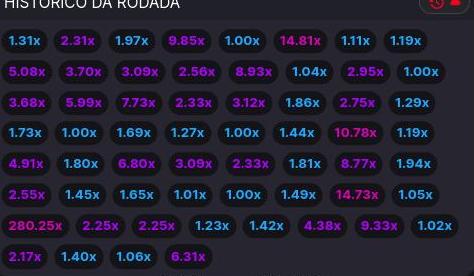 HISTÓRICO DA RODADA
1.31x 2.31x 1.97x 9.85x 1.00x 14.81x 1.11x 1.19x
5.08x 3.70x 3.09x 2.56x 8.93x 1.04x 2.95x 1.00x
3.68x 5.99x 7.73x 2.33x 3.12x 1.86x 2.75x 1.29x
1.73x 1.00x 1.69x 1.27x 1.00x 1.44x 10.78x 1.19x
4.91x 1.80x 6.80x 3.09x 2.33x 1.81x 8.77x 1.94x
2.55x 1.45x 1.65x 1.01x 1.00x 1.49x 14.73x 1.05x
280.25x 2.25x 2.25x 1.23x 1.42x 4.38x 9.33x 1.02x
2.17x 1.40x 1.06x 6.31x